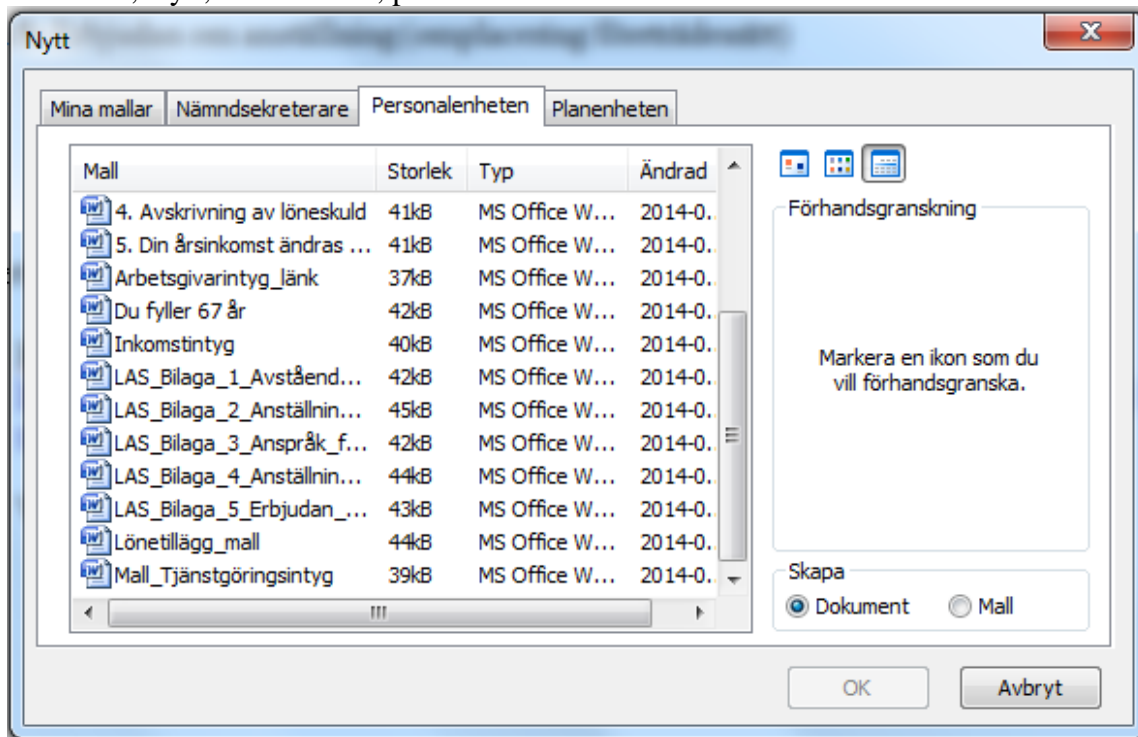 Nytt
Mina mallar Nämndsekreterare Personalenheten Planenheten
Mall Storlek Typ Ändrad
4. Avskrivning av löneskuld 41kB MS Office W... 2014-0..
5. Din årsinkomst ändras ... 41kB MS Office W... 2014-0..
Arbetsgivarintyg_länk 37kB MS Office W... 2014-0..
Du fyller 67 år 42kB MS Office W... 2014-0..
Inkomstintyg 40kB MS Office W... 2014-0..
LAS_Bilaga_1_Avståend... 42kB MS Office W... 2014-0..
LAS_Bilaga_2_Anställnin... 45kB MS Office W... 2014-0..
LAS_Bilaga_3_Anspråk_f... 42kB MS Office W... 2014-0..
LAS_Bilaga_4_Anställnin... 44kB MS Office W... 2014-0..
LAS_Bilaga_5_Erbjudan_... 43kB MS Office W... 2014-0..
Lönetillägg_mall 44kB MS Office W... 2014-0..
Mall_Tjänstgöringsintyg 39kB MS Office W... 2014-0..
Förhandsgranskning
Markera en ikon som du
vill förhandsgranska.
Skapa
Dokument Mall
OK Avbryt